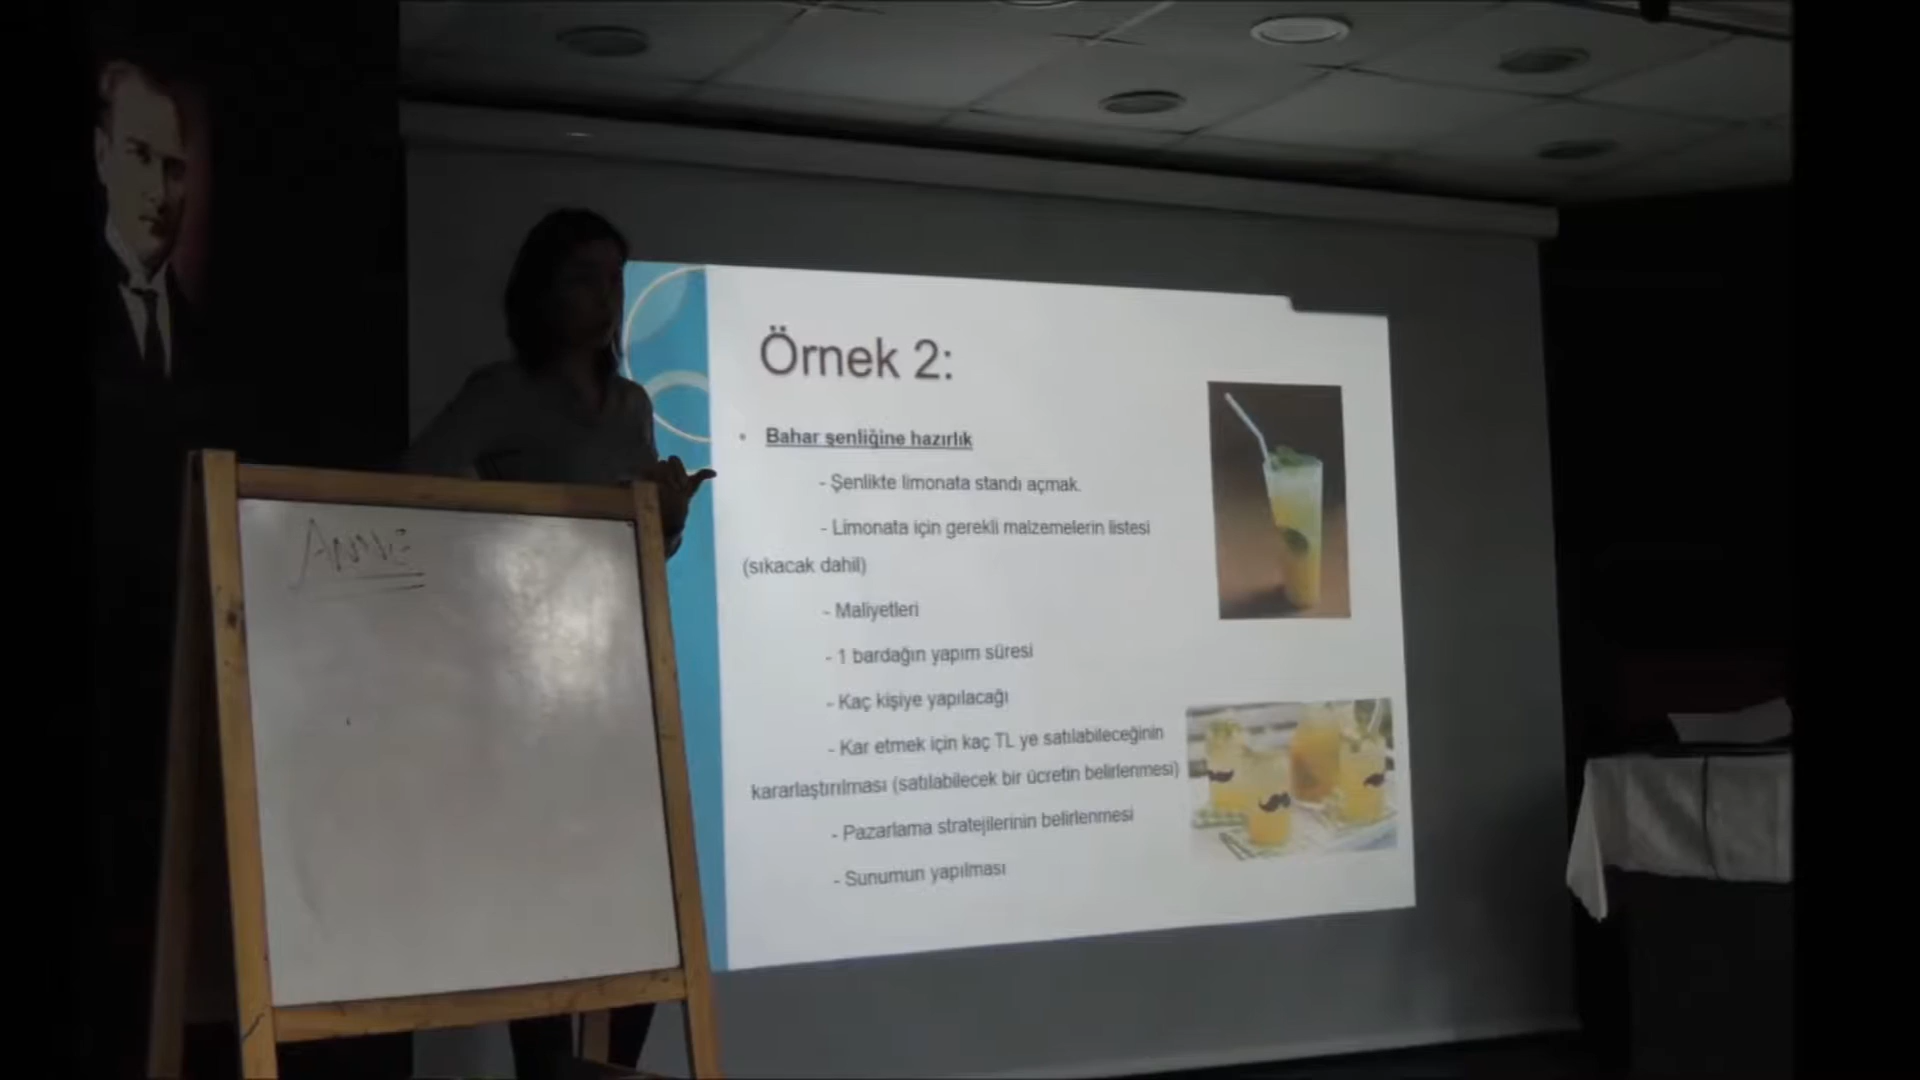 Örnek 2:
• Bahar şenliğine hazırlık
- Şenlikte limonata standı açmak.
- Limonata için gerekli malzemelerin listesi
(sıkacak dahil)
- Maliyetleri
- 1 bardağın yapım süresi
- Kaç kişiye yapılacağı
- Kar etmek için kaç TL ye satılabileceğinin
kararlaştırılması (satılabilecek bir ücretin belirlenmesi)
- Pazarlama stratejilerinin belirlenmesi
- Sunumun yapılması